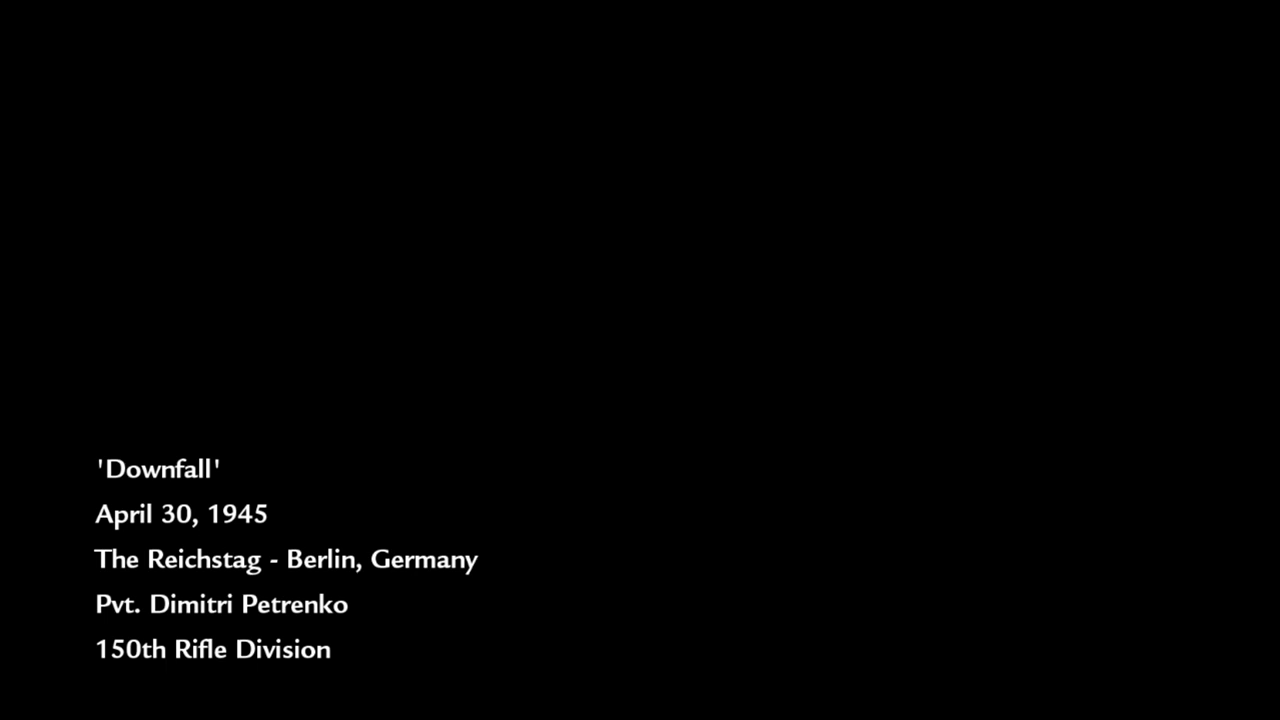 'Downfall'
April 30, 1945
The Reichstag - Berlin, Germany
Pvt. Dimitri Petrenko
150th Rifle Division